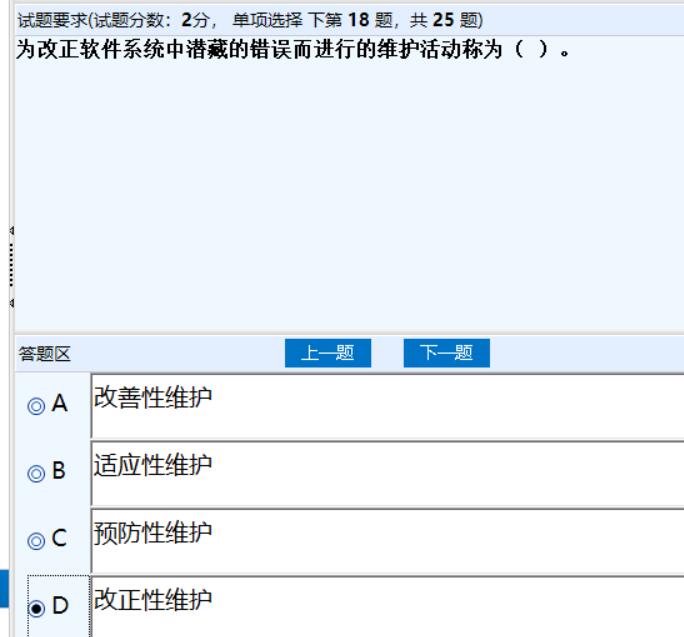 试题要求(试题分数：2分， 单项选择 下第 18 题，共 25 题)
为改正软件系统中潜藏的错误而进行的维护活动称为（ ）。
答题区 上一题 下一题
A 改善性维护
B 适应性维护
C 预防性维护
D 改正性维护